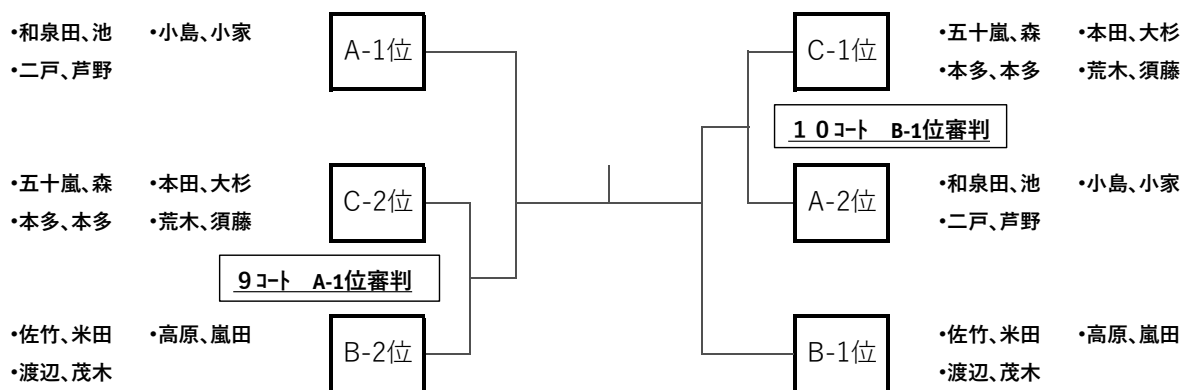 •和泉田、池　•小島、小家
•二戸、芦野
A-1位
C-1位
•五十嵐、森　•本田、大杉
•本多、本多　•荒木、須藤
１０ｺｰﾄ　B-1位審判
•五十嵐、森　•本田、大杉
•本多、本多　•荒木、須藤
C-2位
A-2位
•和泉田、池　•小島、小家
•二戸、芦野
９ｺｰﾄ　A-1位審判
•佐竹、米田　•高原、嵐田
•渡辺、茂木
B-2位
B-1位
•佐竹、米田　•高原、嵐田
•渡辺、茂木